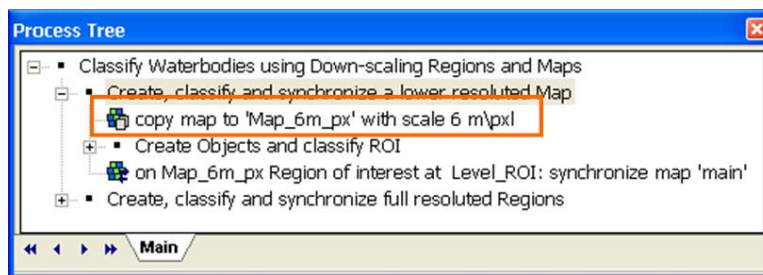 Process Tree
Classify Waterbodies using Down-scaling Regions and Maps
Create, classify and synchronize a lower resoluted Map
copy map to 'Map_6m_px' with scale 6 m\pxl
Create Objects and classify ROI
on Map_6m_px Region of interest at Level_ROI: synchronize map 'main'
Create, classify and synchronize full resoluted Regions
Main